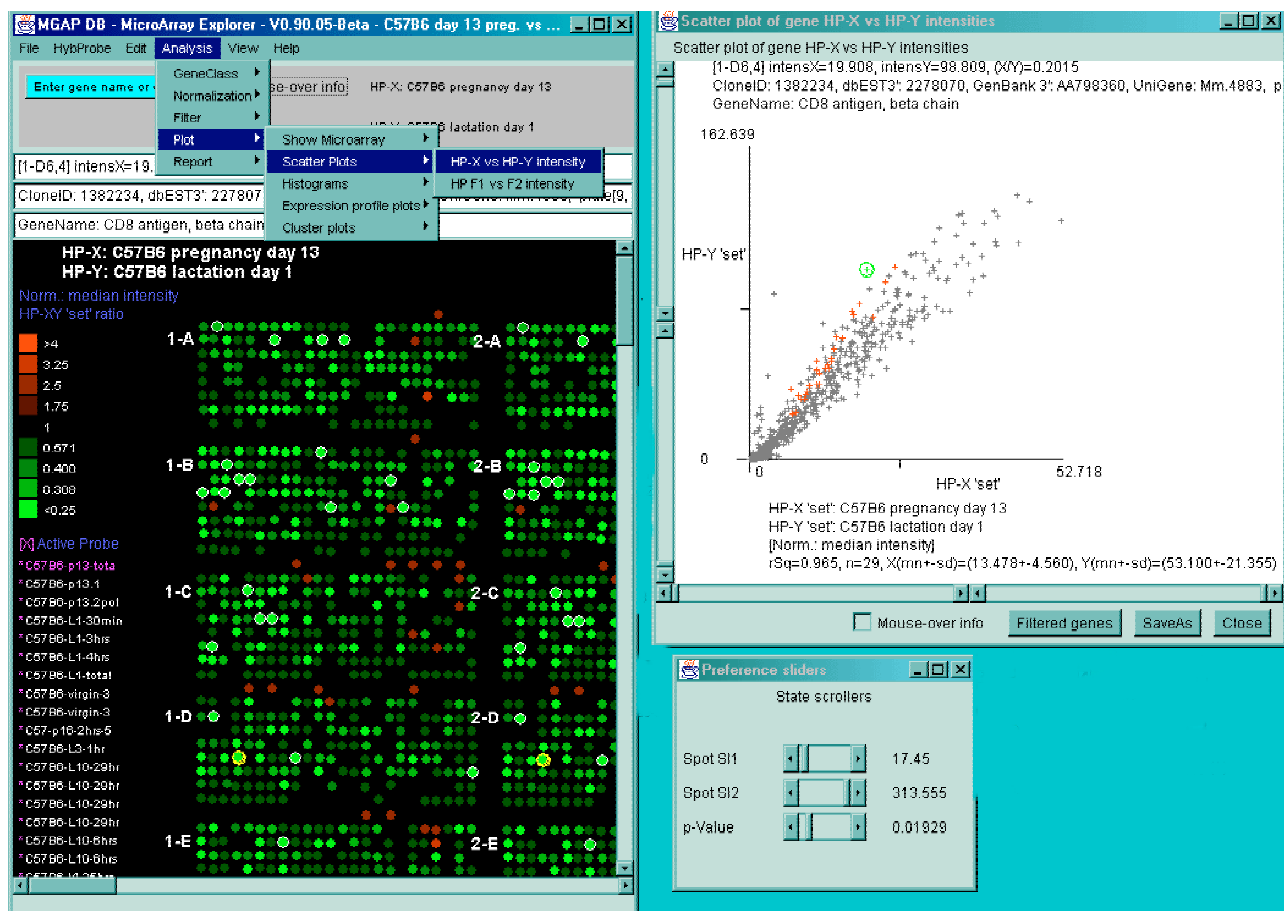 MGAP DB - MicroArray Explorer - V0.90.05-Beta - C57B6 day 13 preg. vs ...
File HybProbe Edit Analysis View Help
Enter gene name or
se-over info
HP-X: C57B6 pregnancy day 13
lactation day 1
GeneClass
Normalization
Filter
Plot
Report
Show Microarray
Scatter Plots
Histograms
Expression profile plots
Cluster plots
HP-X vs HP-Y intensity
HP F1 vs F2 intensity
[1-D6,4] intensX=19.
CloneID: 1382234, dbEST3': 227807
GeneName: CD8 antigen, beta chain
HP-X: C57B6 pregnancy day 13
HP-Y: C57B6 lactation day 1
Norm.: median intensity
HP-XY 'set' ratio
>4
3.25
2.5
1.75
1
0.571
0.400
0.308
<0.25
1-A 2-A
1-B 2-B
1-C 2-C
1-D 2-D
1-E 2-E
[X] Active Probe
*C57B6-p13-tota
*C57B6-p13.1
*C57B6-p13.2pol
*C57B6-L1-30min
*C57B6-L1-3hrs
*C57B6-L1-4hrs
*C57B6-L1-total
*C57B6-virgin-3
*C57B6-virgin-3
*C57-p16-2hrs-5
*C57B6-L3-1hr
*C57B6-L10-29hr
*C57B6-L10-29hr
*C57B6-L10-29hr
*C57B6-L10-29hr
*C57B6-L10-6hrs
*C57B6-L10-6hrs
Scatter plot of gene HP-X vs HP-Y intensities
Scatter plot of gene HP-X vs HP-Y intensities
[1-D6,4] intensX=19.908, intensY=98.809, (X/Y)=0.2015
CloneID: 1382234, dbEST3': 2278070, GenBank 3': AA798360, UniGene: Mm.4883, p
GeneName: CD8 antigen, beta chain
162.639
HP-Y 'set'
0
0
52.718
HP-X 'set'
HP-X 'set': C57B6 pregnancy day 13
HP-Y 'set': C57B6 lactation day 1
[Norm.: median intensity]
rSq=0.965, n=29, X(mn+-sd)=(13.478+-4.560), Y(mn+-sd)=(53.100+-21.355)
Mouse-over info
Filtered genes
SaveAs
Close
Preference sliders
State scrollers
Spot SI1 17.45
Spot SI2 313.555
p-Value 0.01929